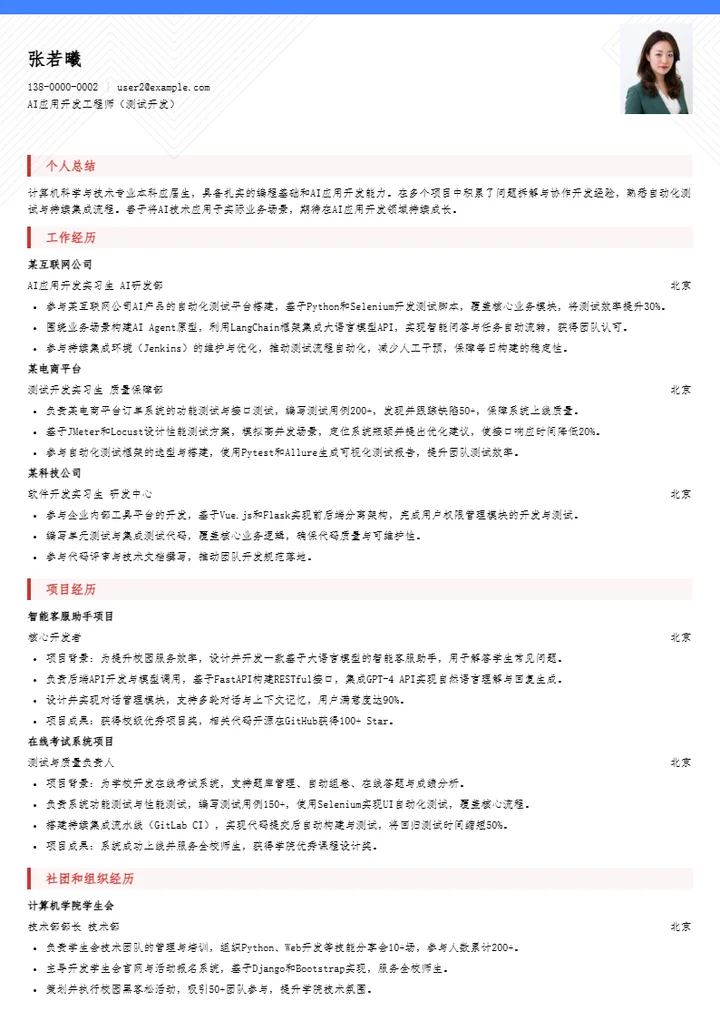 张若曦
138-0000-0002 | user2@example.com
AI应用开发工程师（测试开发）
个人总结
计算机科学与技术专业本科应届生，具备扎实的编程基础和AI应用开发能力。在多个项目中积累了问题拆解与协作开发经验，熟悉自动化测
试与持续集成流程。善于将AI技术应用于实际业务场景，期待在AI应用开发领域持续成长。
工作经历
某互联网公司
AI应用开发实习生 AI研发部 北京
• 参与某互联网公司AI产品的自动化测试平台搭建，基于Python和Selenium开发测试脚本，覆盖核心业务模块，将测试效率提升30%。
• 围绕业务场景构建AI Agent原型，利用LangChain框架集成大语言模型API，实现智能问答与任务自动流转，获得团队认可。
• 参与持续集成环境（Jenkins）的维护与优化，推动测试流程自动化，减少人工干预，保障每日构建的稳定性。
某电商平台
测试开发实习生 质量保障部 北京
• 负责某电商平台订单系统的功能测试与接口测试，编写测试用例200+，发现并跟踪缺陷50+，保障系统上线质量。
• 基于JMeter和Locust设计性能测试方案，模拟高并发场景，定位系统瓶颈并提出优化建议，使接口响应时间降低20%。
• 参与自动化测试框架的选型与搭建，使用Pytest和Allure生成可视化测试报告，提升团队测试效率。
某科技公司
软件开发实习生 研发中心 北京
• 参与企业内部工具平台的开发，基于Vue.js和Flask实现前后端分离架构，完成用户权限管理模块的开发与测试。
• 编写单元测试与集成测试代码，覆盖核心业务逻辑，确保代码质量与可维护性。
• 参与代码评审与技术文档撰写，推动团队开发规范落地。
项目经历
智能客服助手项目
核心开发者 北京
• 项目背景：为提升校园服务效率，设计并开发一款基于大语言模型的智能客服助手，用于解答学生常见问题。
• 负责后端API开发与模型调用，基于FastAPI构建RESTful接口，集成GPT-4 API实现自然语言理解与回复生成。
• 设计并实现对话管理模块，支持多轮对话与上下文记忆，用户满意度达90%。
• 项目成果：获得校级优秀项目奖，相关代码开源在GitHub获得100+ Star。
在线考试系统项目
测试与质量负责人 北京
• 项目背景：为学校开发在线考试系统，支持题库管理、自动组卷、在线答题与成绩分析。
• 负责系统功能测试与性能测试，编写测试用例150+，使用Selenium实现UI自动化测试，覆盖核心流程。
• 搭建持续集成流水线（GitLab CI），实现代码提交后自动构建与测试，将回归测试时间缩短50%。
• 项目成果：系统成功上线并服务全校师生，获得学院优秀课程设计奖。
社团和组织经历
计算机学院学生会
技术部部长 技术部 北京
• 负责学生会技术团队的管理与培训，组织Python、Web开发等技能分享会10+场，参与人数累计200+。
• 主导开发学生会官网与活动报名系统，基于Django和Bootstrap实现，服务全校师生。
• 策划并执行校园黑客松活动，吸引50+团队参与，提升学院技术氛围。